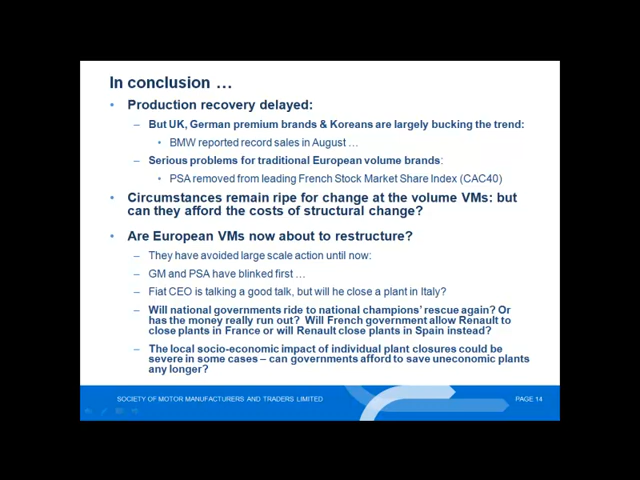 In conclusion …
• Production recovery delayed:
– But UK, German premium brands & Koreans are largely bucking the trend:
• BMW reported record sales in August …
– Serious problems for traditional European volume brands:
• PSA removed from leading French Stock Market Share Index (CAC40)
• Circumstances remain ripe for change at the volume VMs: but
can they afford the costs of structural change?
• Are European VMs now about to restructure?
– They have avoided large scale action until now:
– GM and PSA have blinked first …
– Fiat CEO is talking a good talk, but will he close a plant in Italy?
– Will national governments ride to national champions' rescue again? Or
has the money really run out? Will French government allow Renault to
close plants in France or will Renault close plants in Spain instead?
– The local socio-economic impact of individual plant closures could be
severe in some cases – can governments afford to save uneconomic plants
any longer?
SOCIETY OF MOTOR MANUFACTURERS AND TRADERS LIMITED PAGE 14